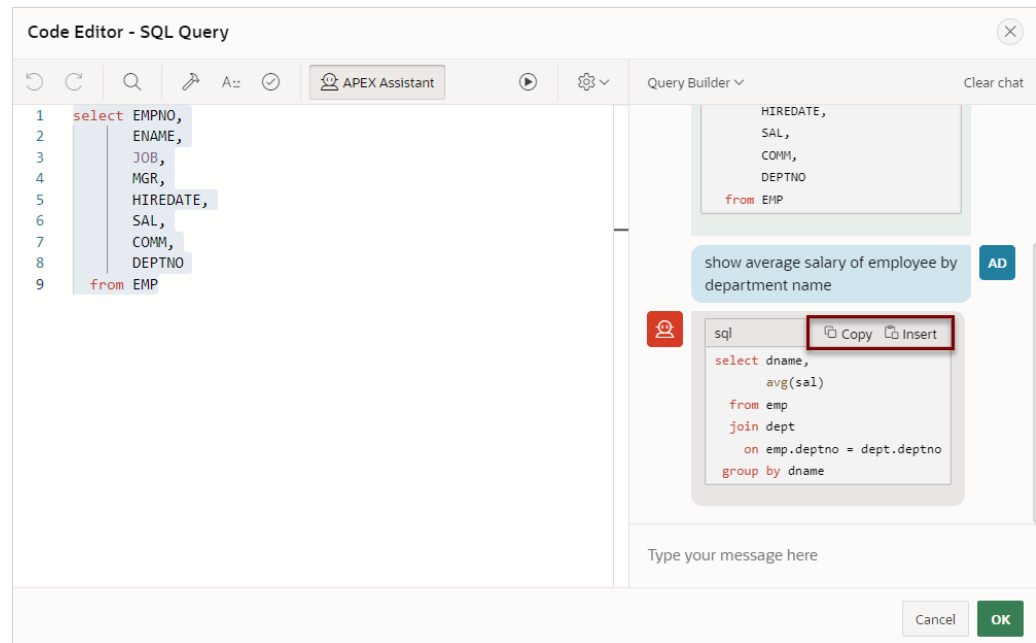 Code Editor - SQL Query
APEX Assistant
Query Builder
Clear chat
1 select EMPNO,
2 ENAME,
3 JOB,
4 MGR,
5 HIREDATE,
6 SAL,
7 COMM,
8 DEPTNO
9 from EMP
HIREDATE,
SAL,
COMM,
DEPTNO
from EMP
show average salary of employee by
department name
AD
sql
Copy Insert
select dname,
avg(sal)
from emp
join dept
on emp.deptno = dept.deptno
group by dname
Type your message here
Cancel OK